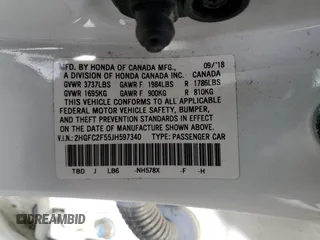 MFD. BY HONDA OF CANADA MFG., 09/'18
A DIVISION OF HONDA CANADA INC. CANADA
GVWR 3737LBS GAWR F 1984LBS R 1786LBS
GVWR 1695KG GAWR F 900KG R 810KG
THIS VEHICLE CONFORMS TO ALL APPLICABLE
FEDERAL MOTOR VEHICLE SAFETY, BUMPER,
AND THEFT PREVENTION STANDARDS IN EFFECT
ON THE DATE OF MANUFACTURE SHOWN ABOVE.
V.I.N.: 2HGFC2F55JH597340 TYPE: PASSENGER CAR
TBD J LB6 -NH578X -F -H
DREAMBID